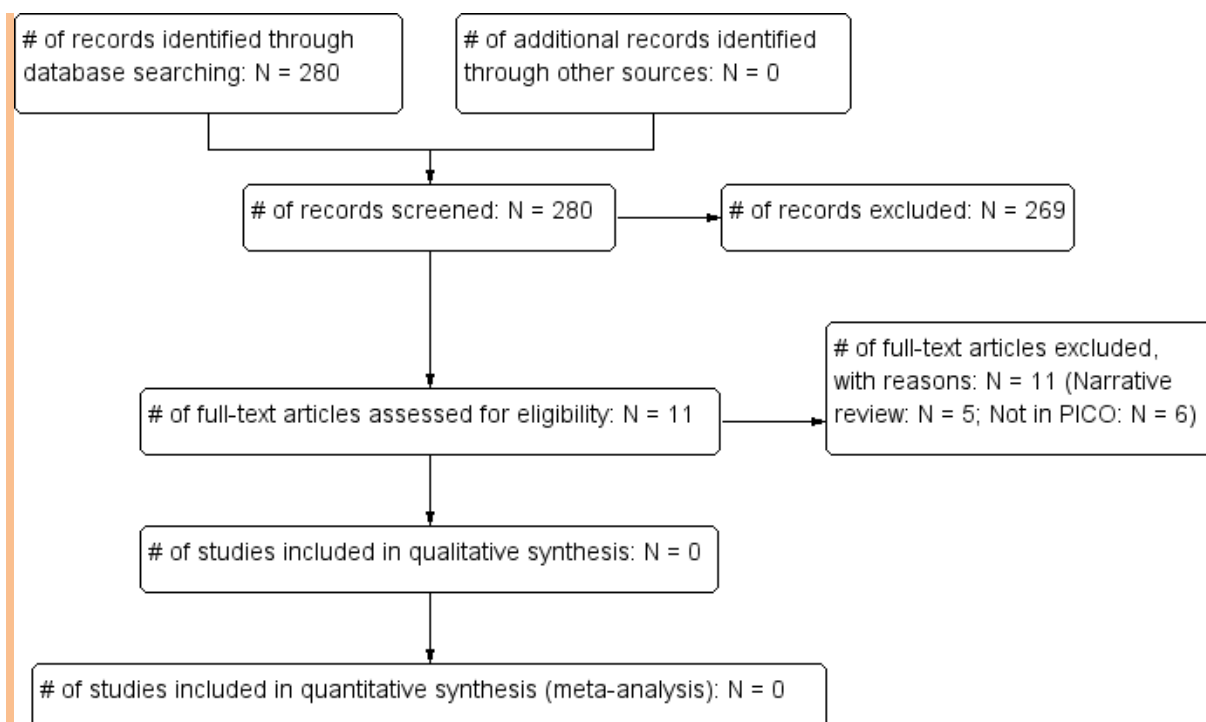 # of records identified through
database searching: N = 280
# of additional records identified
through other sources: N = 0
# of records screened: N = 280
# of records excluded: N = 269
# of full-text articles excluded,
with reasons: N = 11 (Narrative
review: N = 5; Not in PICO: N = 6)
# of full-text articles assessed for eligibility: N = 11
# of studies included in qualitative synthesis: N = 0
# of studies included in quantitative synthesis (meta-analysis): N = 0